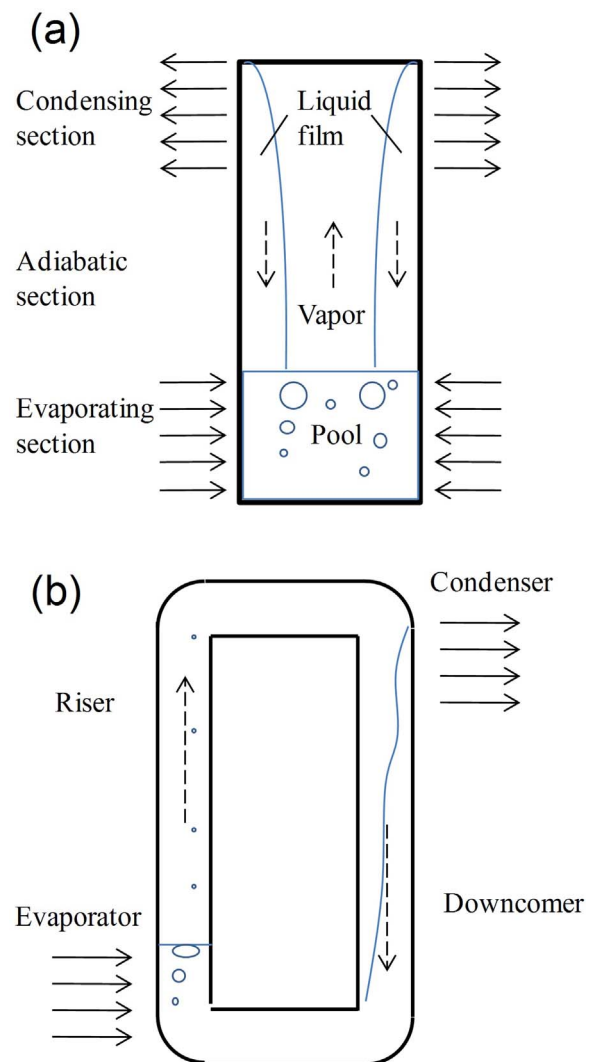 (a)
Condensing
section
Liquid
film
Adiabatic
section
Vapor
Evaporating
section
Pool
(b)
Condenser
Riser
Evaporator
Downcomer